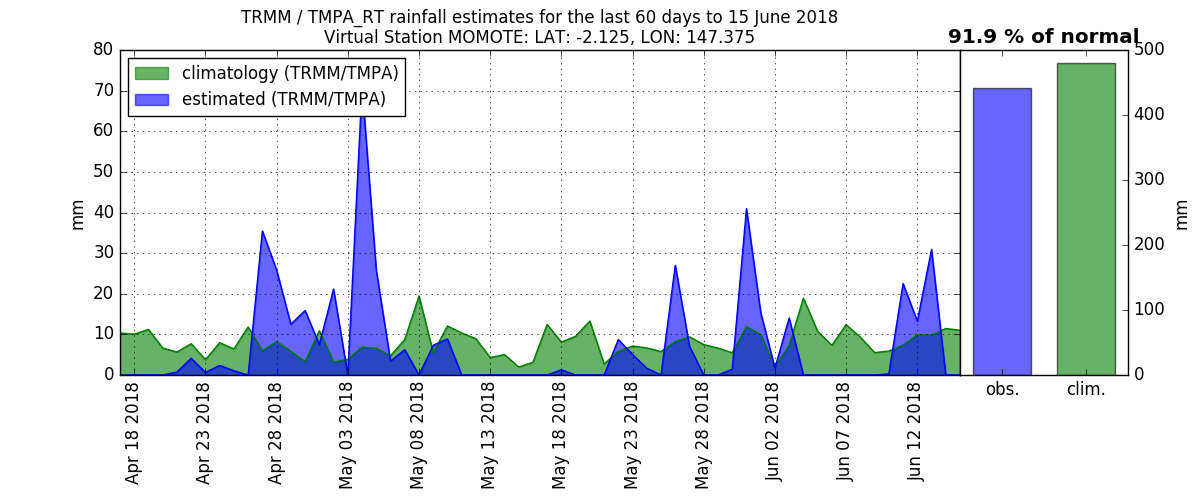 TRMM / TMPA_RT rainfall estimates for the last 60 days to 15 June 2018
Virtual Station MOMOTE: LAT: -2.125, LON: 147.375
91.9 % of normal
climatology (TRMM/TMPA)
estimated (TRMM/TMPA)
80
70
60
50
40
30
20
10
0
mm
Apr 18 2018
Apr 23 2018
Apr 28 2018
May 03 2018
May 08 2018
May 13 2018
May 18 2018
May 23 2018
May 28 2018
Jun 02 2018
Jun 07 2018
Jun 12 2018
500
400
300
200
100
0
mm
obs.
clim.